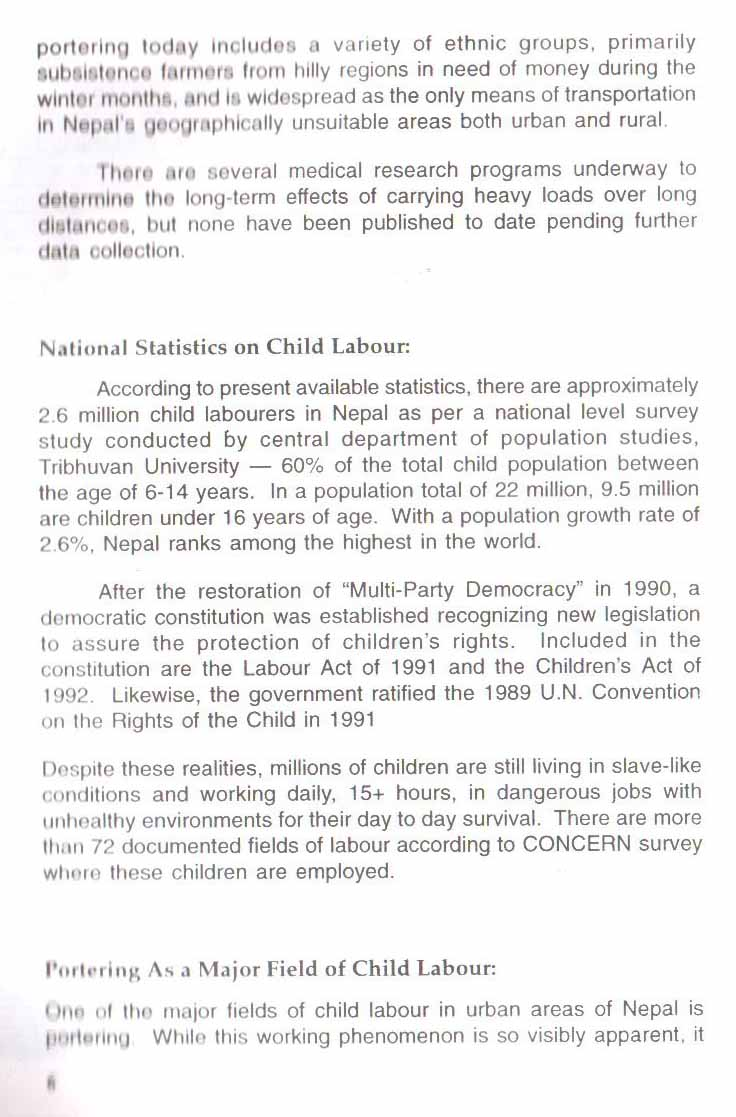 portering today includes a variety of ethnic groups, primarily
subsistence farmers from hilly regions in need of money during the
winter months, and is widespread as the only means of transportation
in Nepal's geographically unsuitable areas both urban and rural.
There are several medical research programs underway to
determine the long-term effects of carrying heavy loads over long
distances, but none have been published to date pending further
data collection.
National Statistics on Child Labour:
According to present available statistics, there are approximately
2.6 million child labourers in Nepal as per a national level survey
study conducted by central department of population studies,
Tribhuvan University — 60% of the total child population between
the age of 6-14 years. In a population total of 22 million, 9.5 million
are children under 16 years of age. With a population growth rate of
2.6%, Nepal ranks among the highest in the world.
After the restoration of “Multi-Party Democracy” in 1990, a
democratic constitution was established recognizing new legislation
to assure the protection of children's rights. Included in the
constitution are the Labour Act of 1991 and the Children's Act of
1992. Likewise, the government ratified the 1989 U.N. Convention
on the Rights of the Child in 1991
Despite these realities, millions of children are still living in slave-like
conditions and working daily, 15+ hours, in dangerous jobs with
unhealthy environments for their day to day survival. There are more
than 72 documented fields of labour according to CONCERN survey
where these children are employed.
Portering As a Major Field of Child Labour:
One of the major fields of child labour in urban areas of Nepal is
portering. While this working phenomenon is so visibly apparent, it